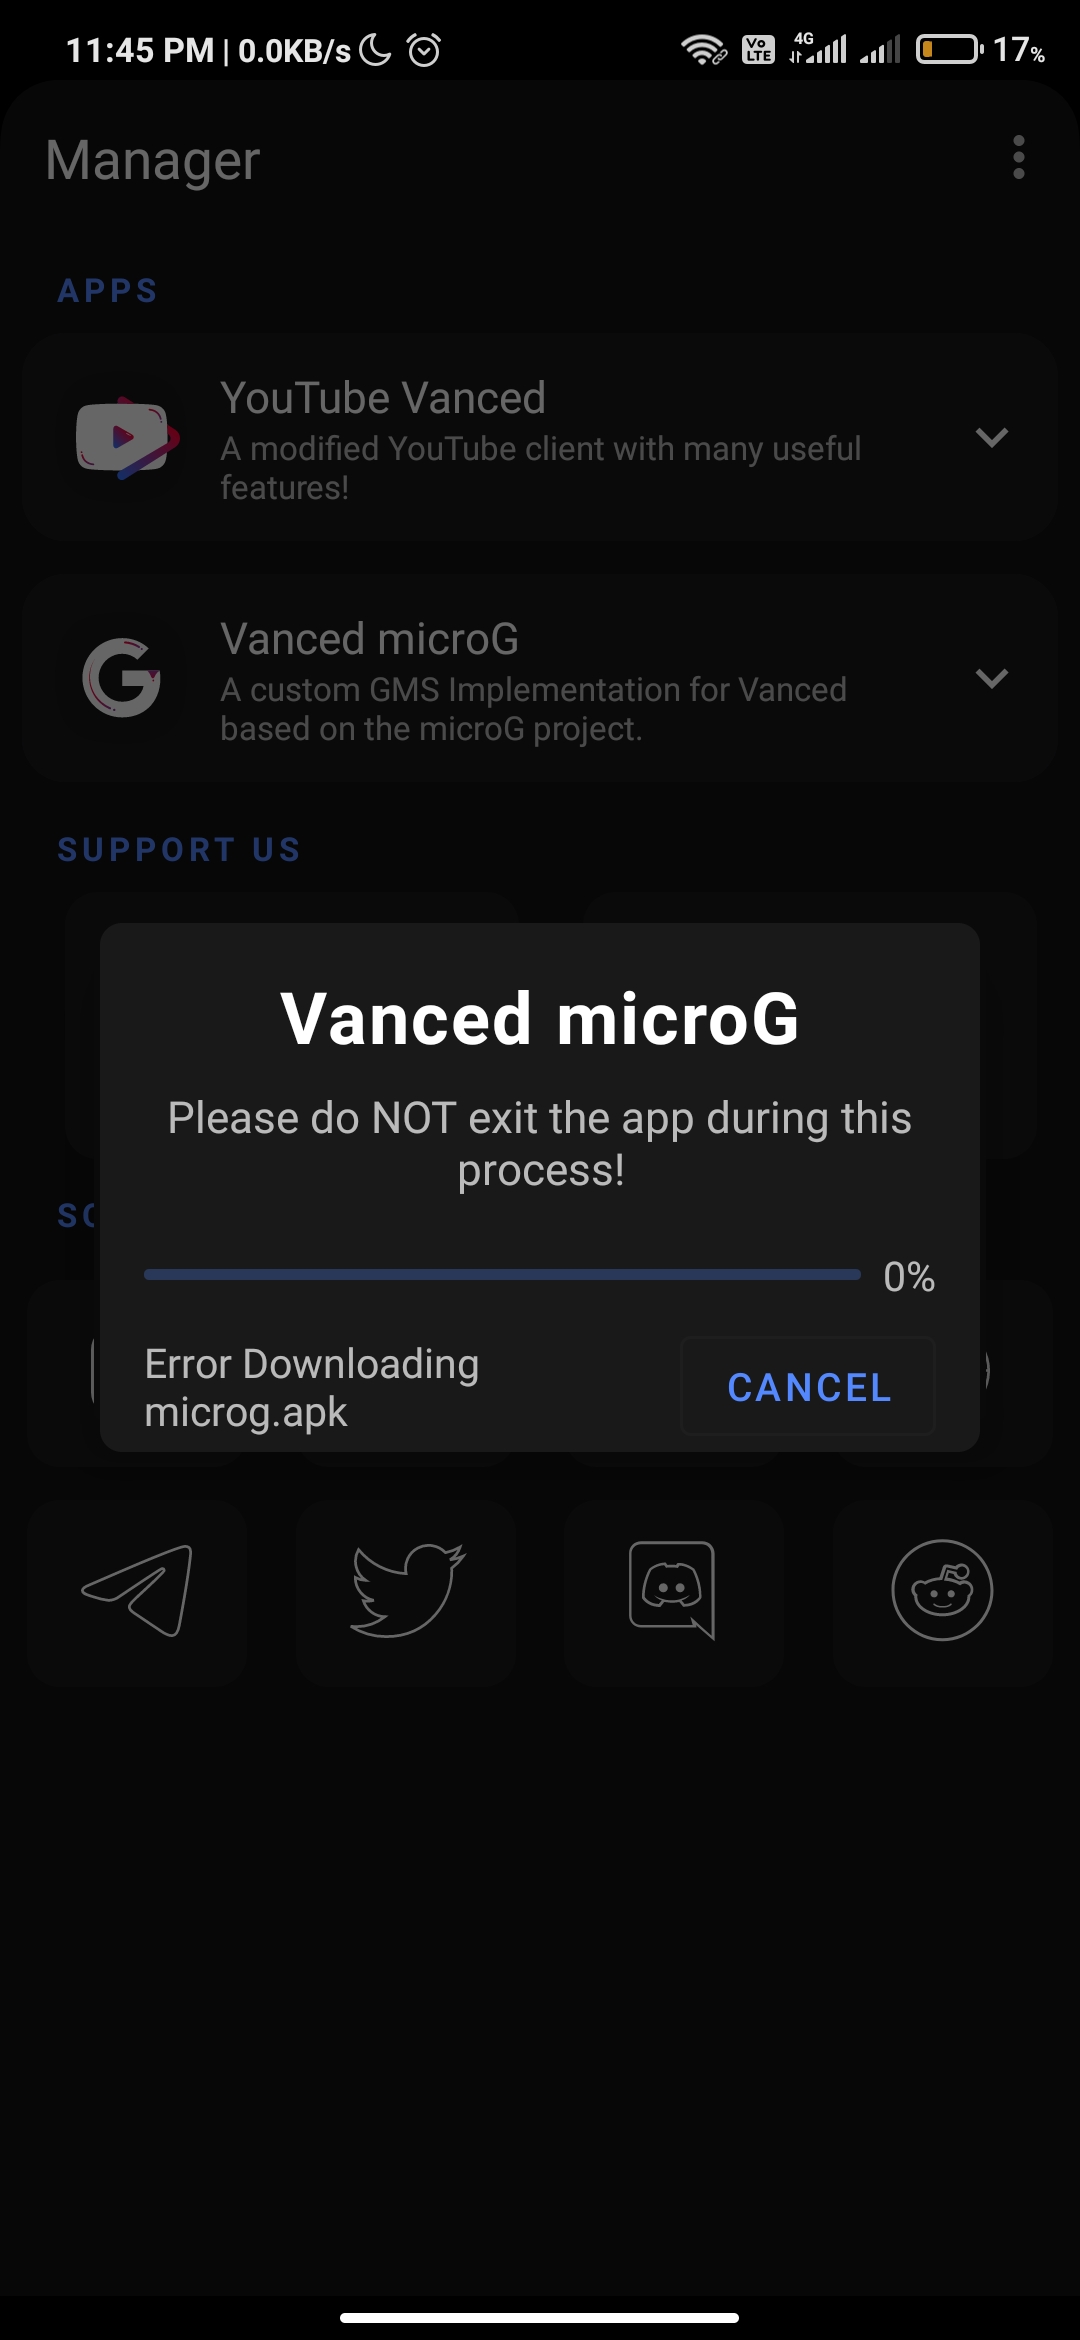 11:45 PM | 0.0KB/s 4G Vo LTE 17%
Manager
APPS
YouTube Vanced
A modified YouTube client with many useful
features!
Vanced microG
A custom GMS Implementation for Vanced
based on the microG project.
SUPPORT US
Vanced microG
Please do NOT exit the app during this
process!
SO
0%
Error Downloading
microg.apk
CANCEL